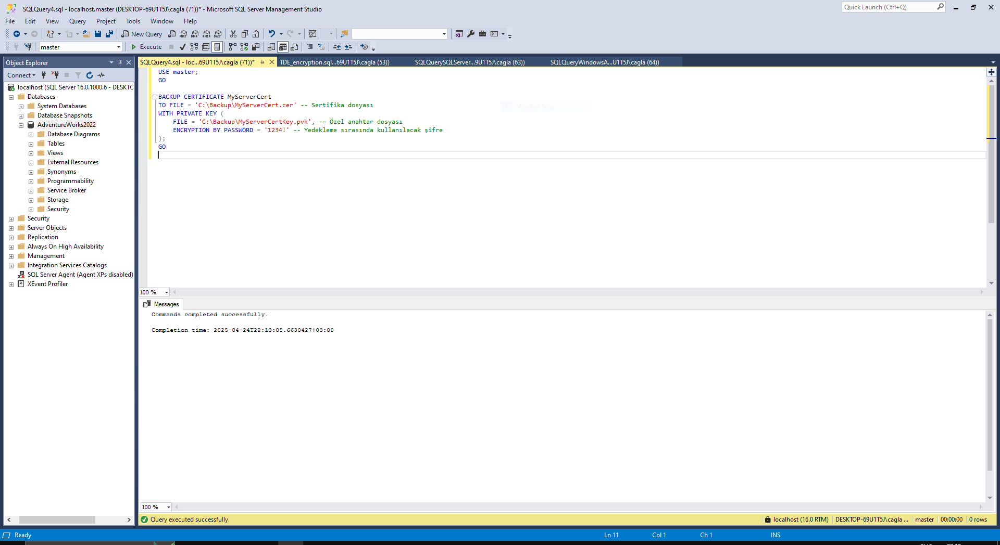 SQLQuery4.sql - localhost.master (DESKTOP-69U1T5J\cagla (71))* - Microsoft SQL Server Management Studio
Quick Launch (Ctrl+Q)
File Edit View Query Project Tools Window Help
New Query
MDX DMX XMLA DAX
master
Execute
Object Explorer
Connect
localhost (SQL Server 16.0.1000.6 - DESKTC
Databases
System Databases
Database Snapshots
AdventureWorks2022
Database Diagrams
Tables
Views
External Resources
Synonyms
Programmability
Service Broker
Storage
Security
Security
Server Objects
Replication
Always On High Availability
Management
Integration Services Catalogs
SQL Server Agent (Agent XPs disabled)
XEvent Profiler
SQLQuery4.sql - loc...69U1T5J\cagla (71))*
TDE_encryption.sql...69U1T5J\cagla (53))
SQLQuerySQLServer...9U1T5J\cagla (63))
SQLQueryWindowsA...U1T5J\cagla (64))
USE master;
GO
BACKUP CERTIFICATE MyServerCert
TO FILE = 'C:\Backup\MyServerCert.cer' -- Sertifika dosyası
WITH PRIVATE KEY (
FILE = 'C:\Backup\MyServerCertKey.pvk', -- Özel anahtar dosyası
ENCRYPTION BY PASSWORD = '1234!' -- Yedekleme sırasında kullanılacak şifre
);
GO
Window Snip
100 %
Messages
Commands completed successfully.
Completion time: 2025-04-24T22:13:05.6630427+03:00
100 %
Query executed successfully.
localhost (16.0 RTM)
DESKTOP-69U1T5J\cagla ...
master
00:00:00
0 rows
Ready
Ln 11
Col 1
Ch 1
INS